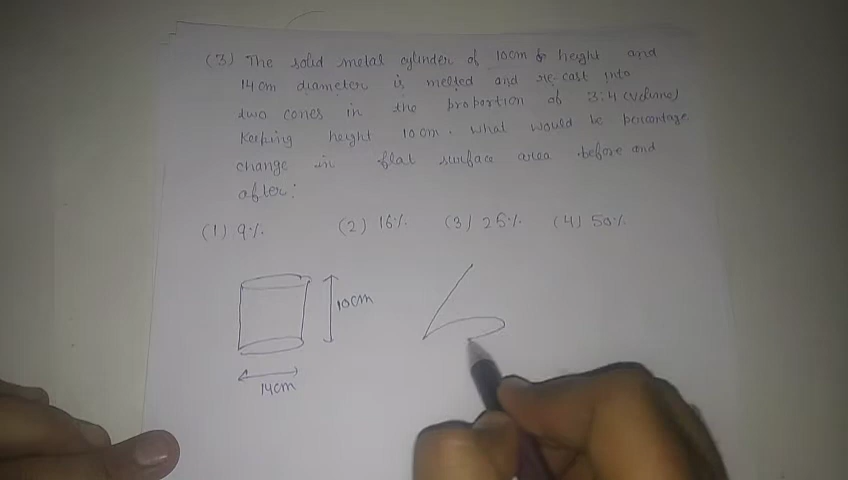 (3) The solid metal cylinder of 10cm & height and
14cm diameter is melted and re-cast into
two cones in the proportion of 3:4 (volume)
keeping height 10cm. what would be percentage
change in flat surface area before and
after:
(1) 9%. (2) 16%. (3) 25%. (4) 50%.
10cm
14cm